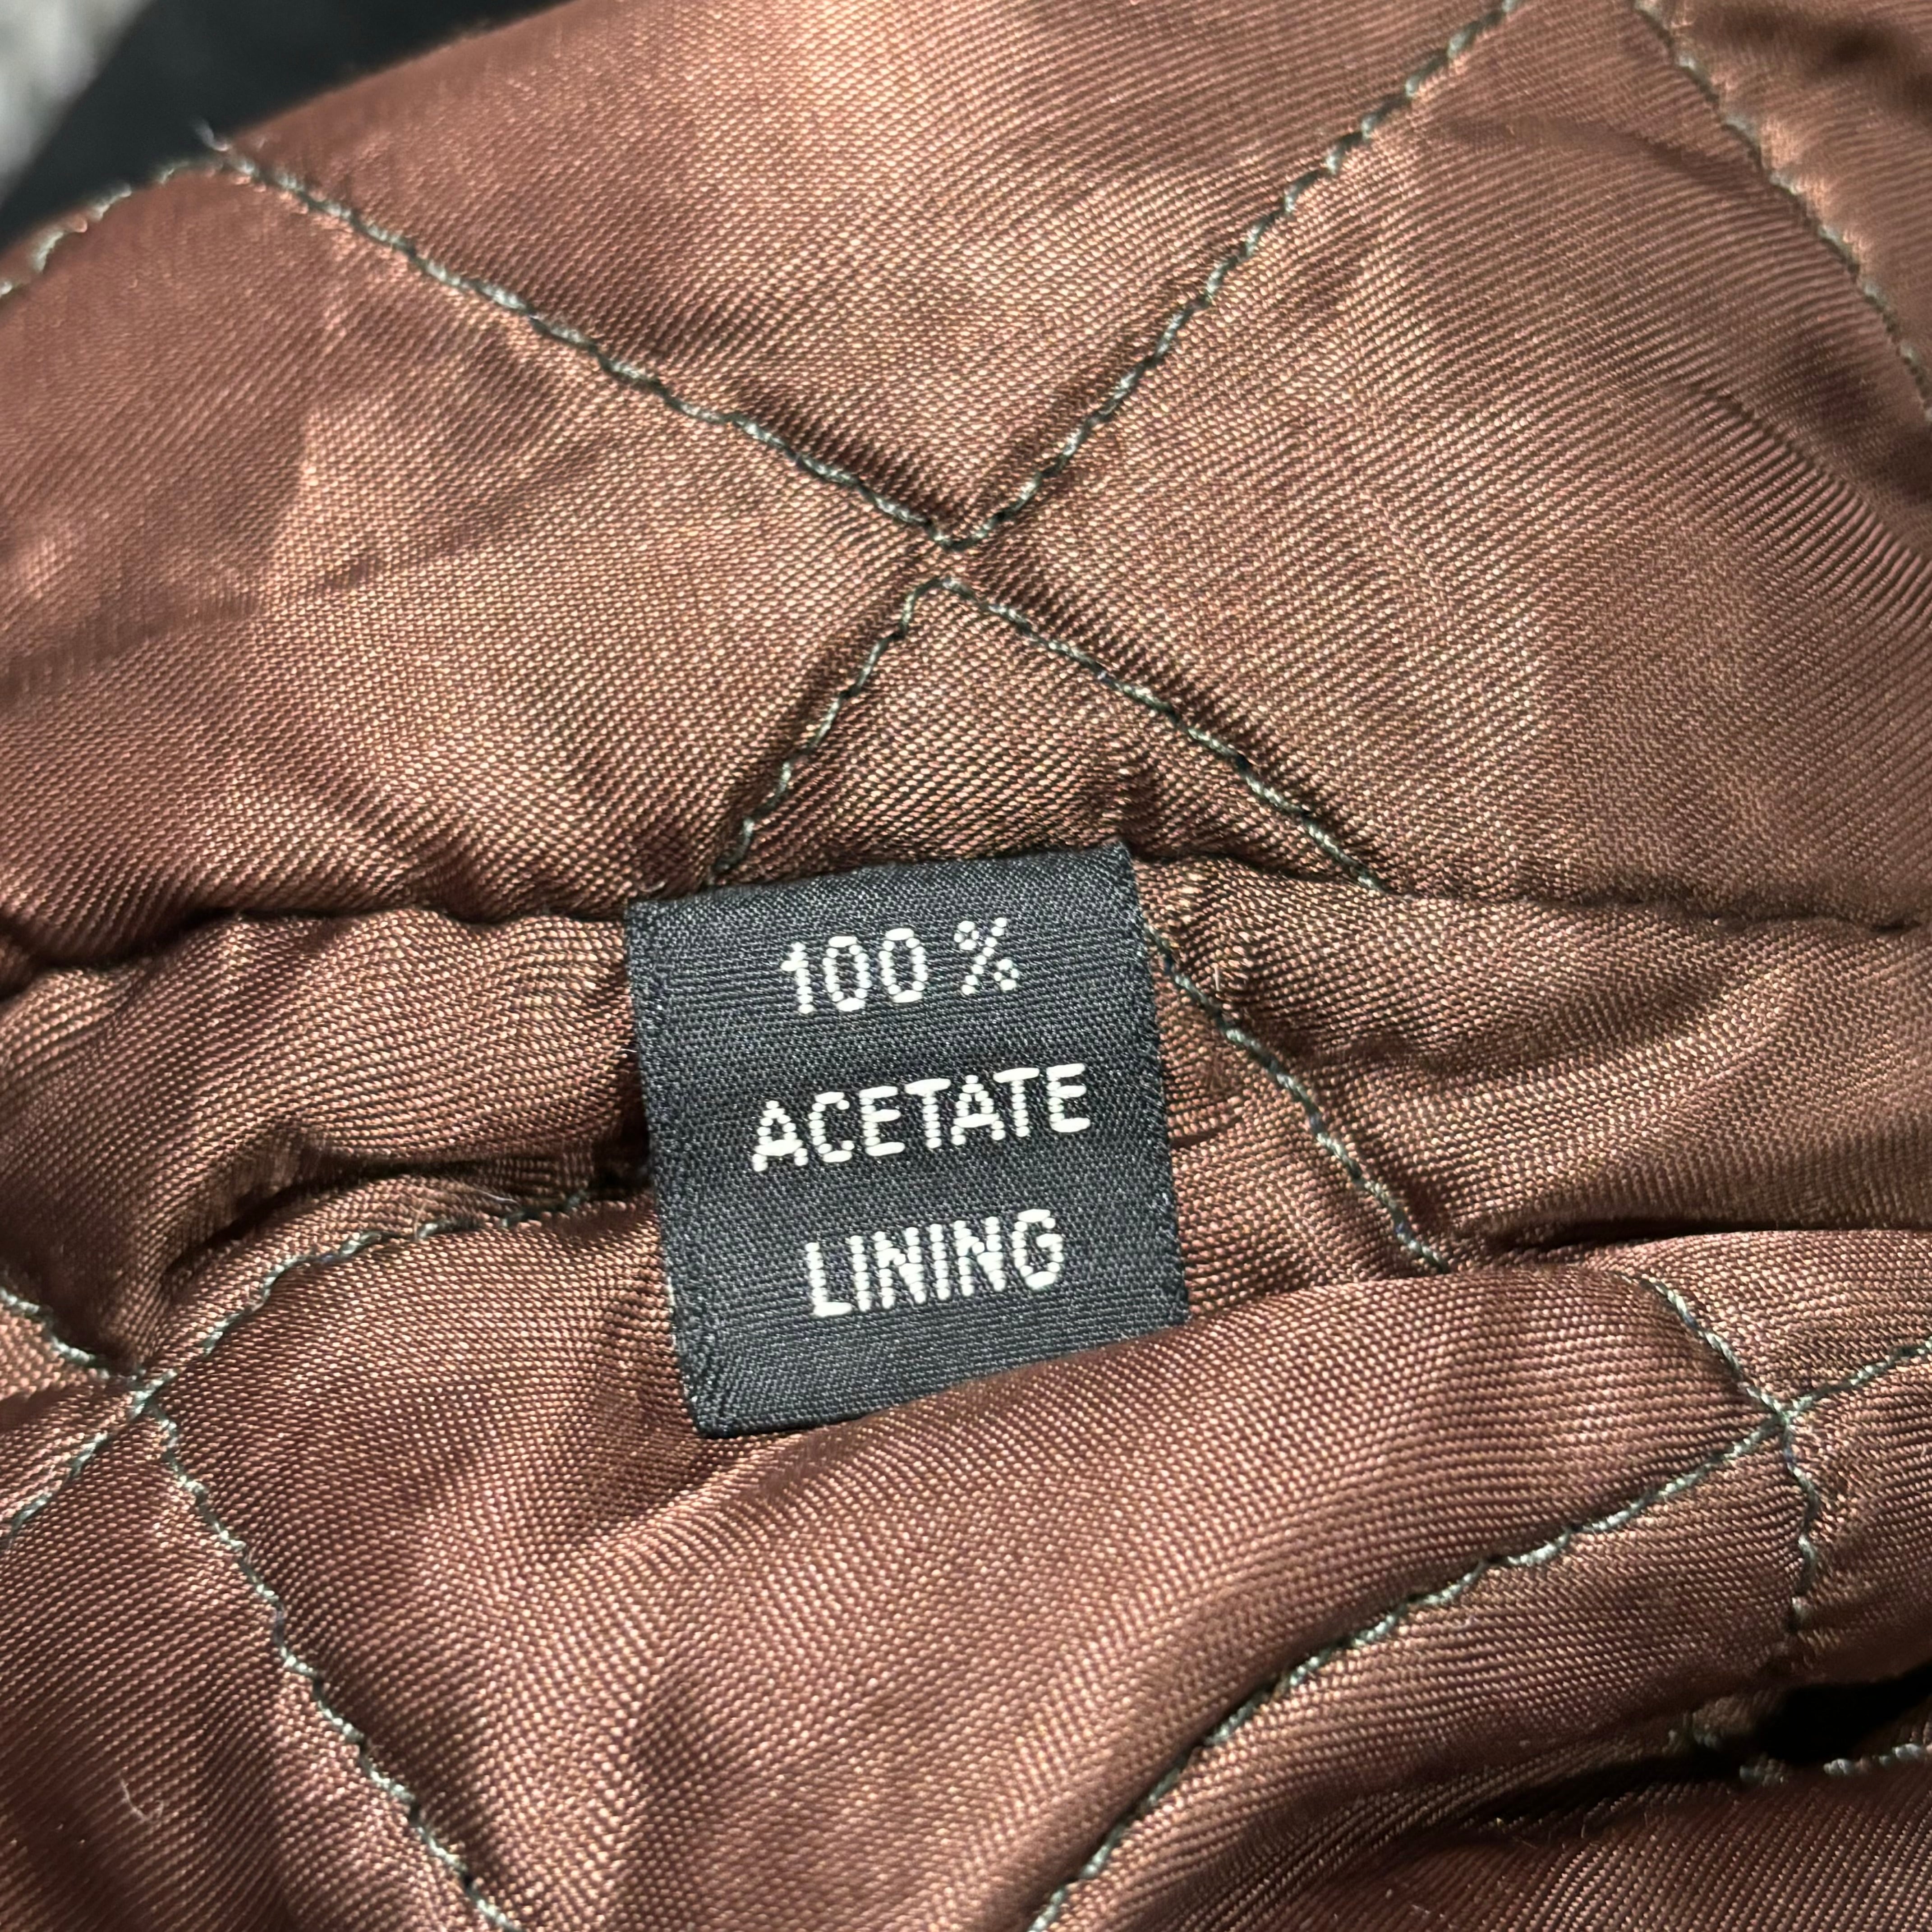 100 %
ACETATE
LINING